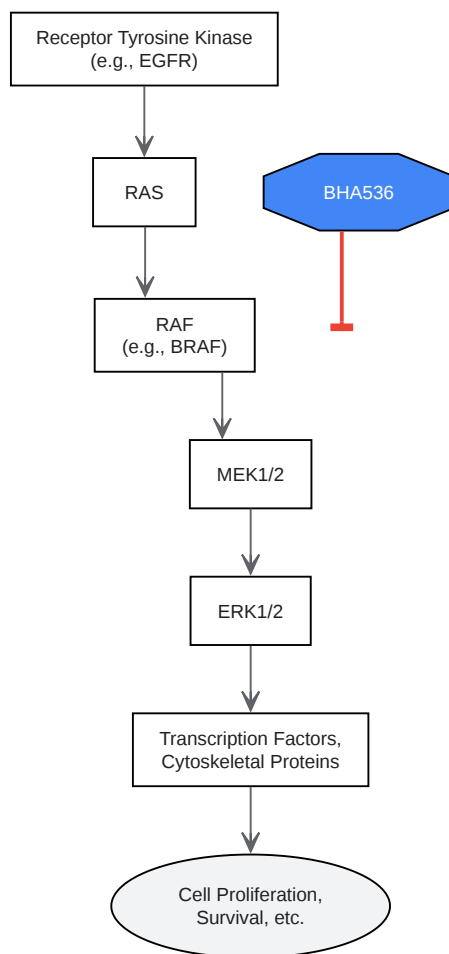 Receptor Tyrosine Kinase
(e.g., EGFR)
RAS
BHA536
RAF
(e.g., BRAF)
MEK1/2
ERK1/2
Transcription Factors,
Cytoskeletal Proteins
Cell Proliferation,
Survival, etc.